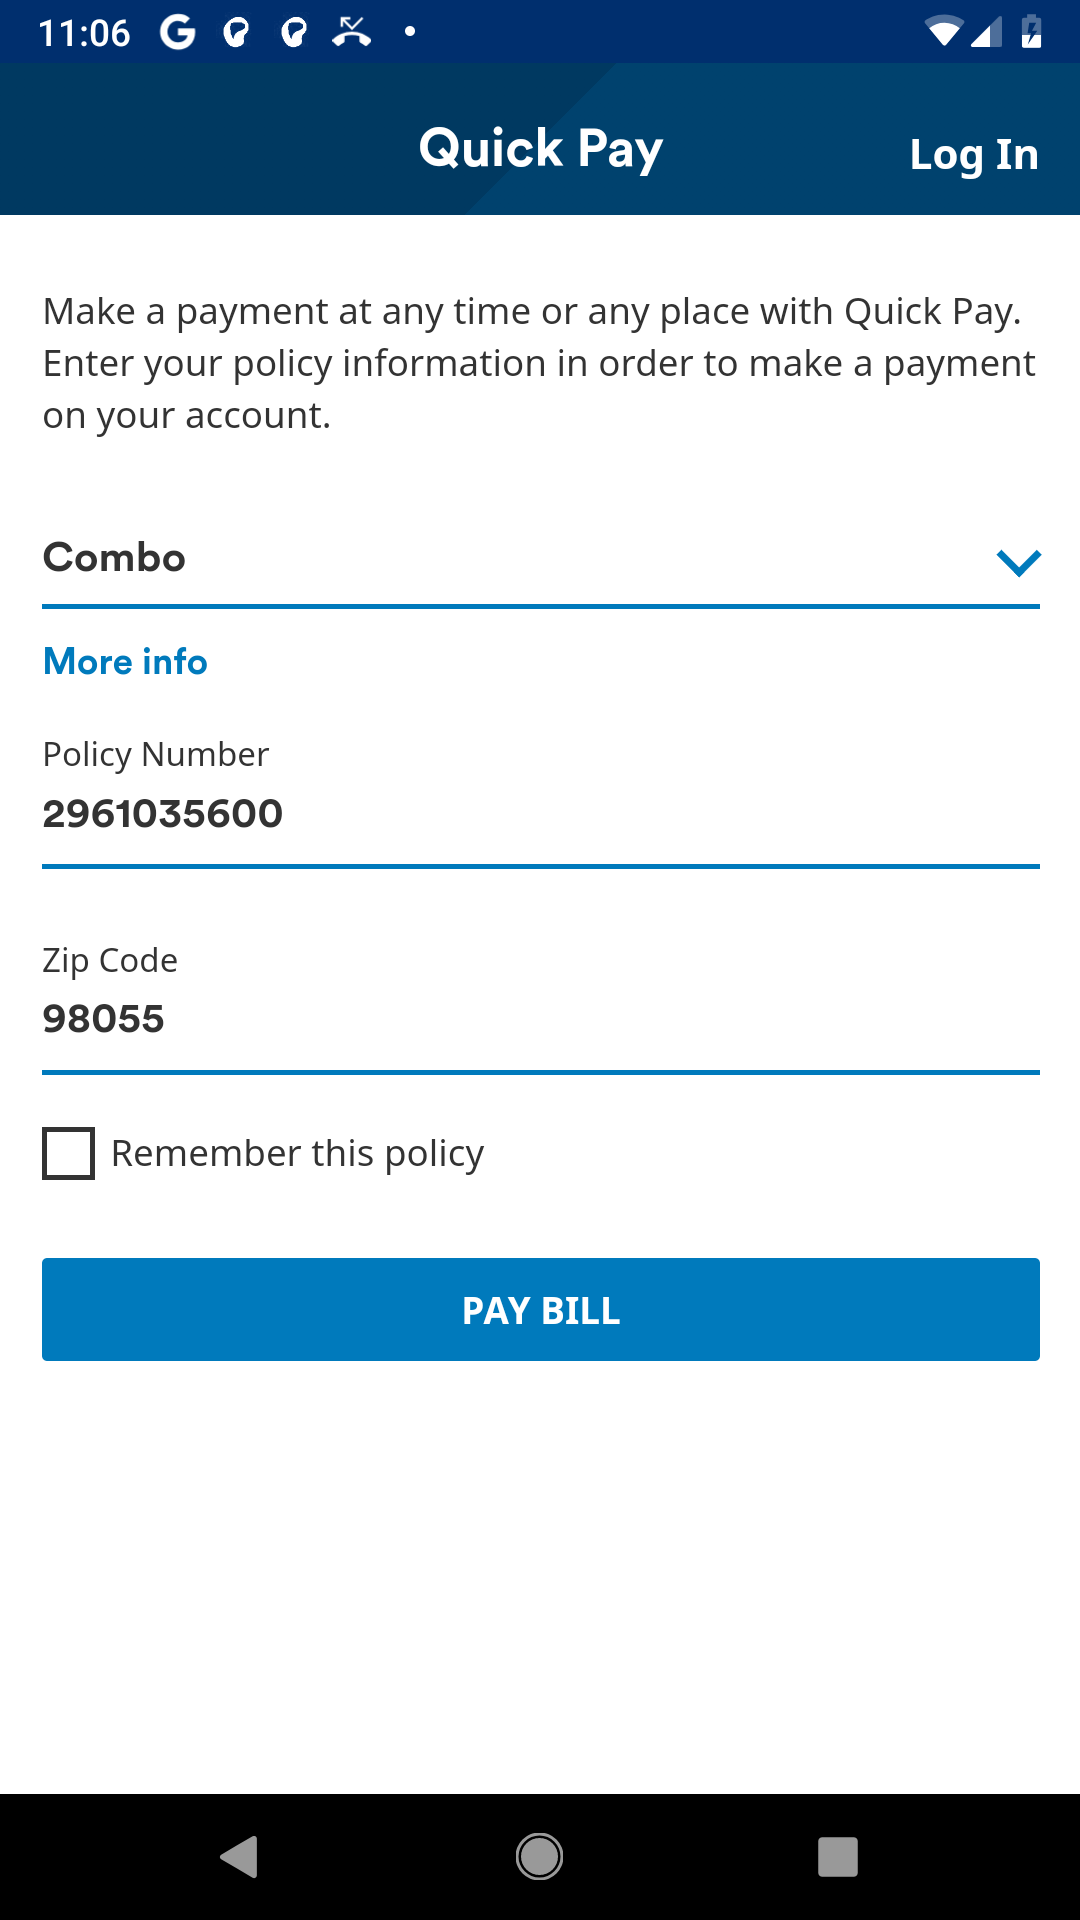 11:06
Quick Pay
Log In
Make a payment at any time or any place with Quick Pay.
Enter your policy information in order to make a payment
on your account.
Combo
More info
Policy Number
2961035600
Zip Code
98055
Remember this policy
PAY BILL